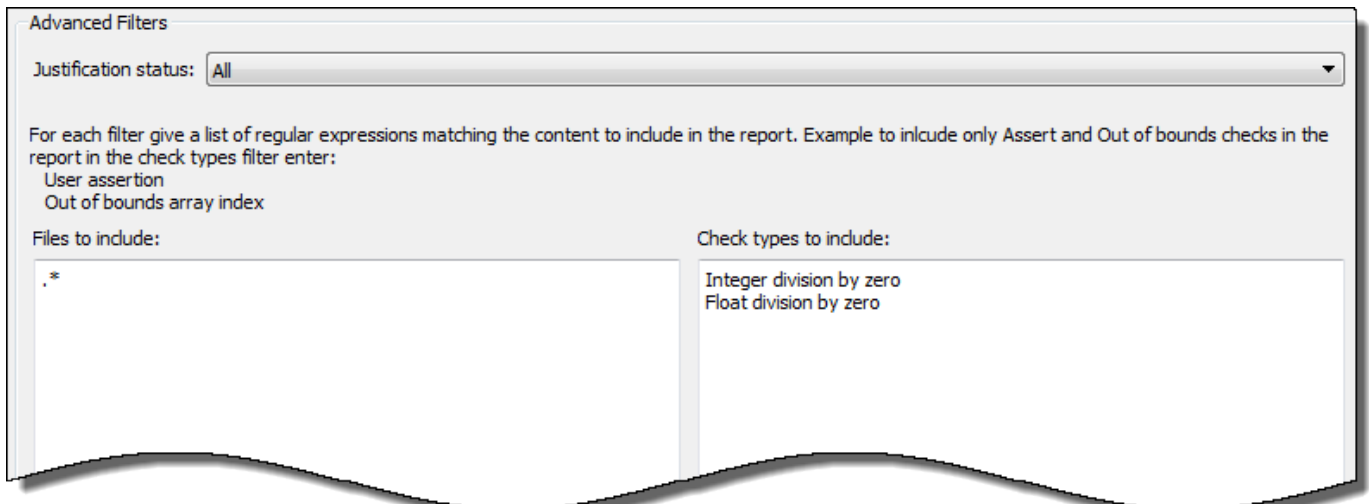 Advanced Filters
Justification status: All
For each filter give a list of regular expressions matching the content to include in the report. Example to inlcude only Assert and Out of bounds checks in the
report in the check types filter enter:
User assertion
Out of bounds array index
Files to include:
.*
Check types to include:
Integer division by zero
Float division by zero